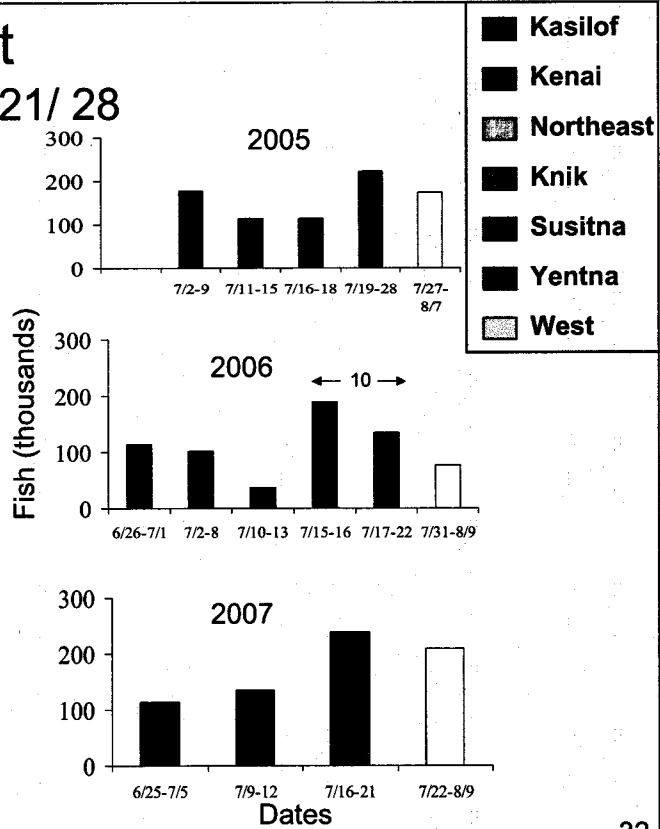 t
21/ 28
Kasilof
Kenai
Northeast
Knik
Susitna
Yentna
West
Fish (thousands)
2005
300
200
100
0
7/2-9 7/11-15 7/16-18 7/19-28 7/27-
8/7
2006
10
300
200
100
0
6/26-7/1 7/2-8 7/10-13 7/15-16 7/17-22 7/31-8/9
2007
300
200
100
0
6/25-7/5 7/9-12 7/16-21 7/22-8/9
Dates